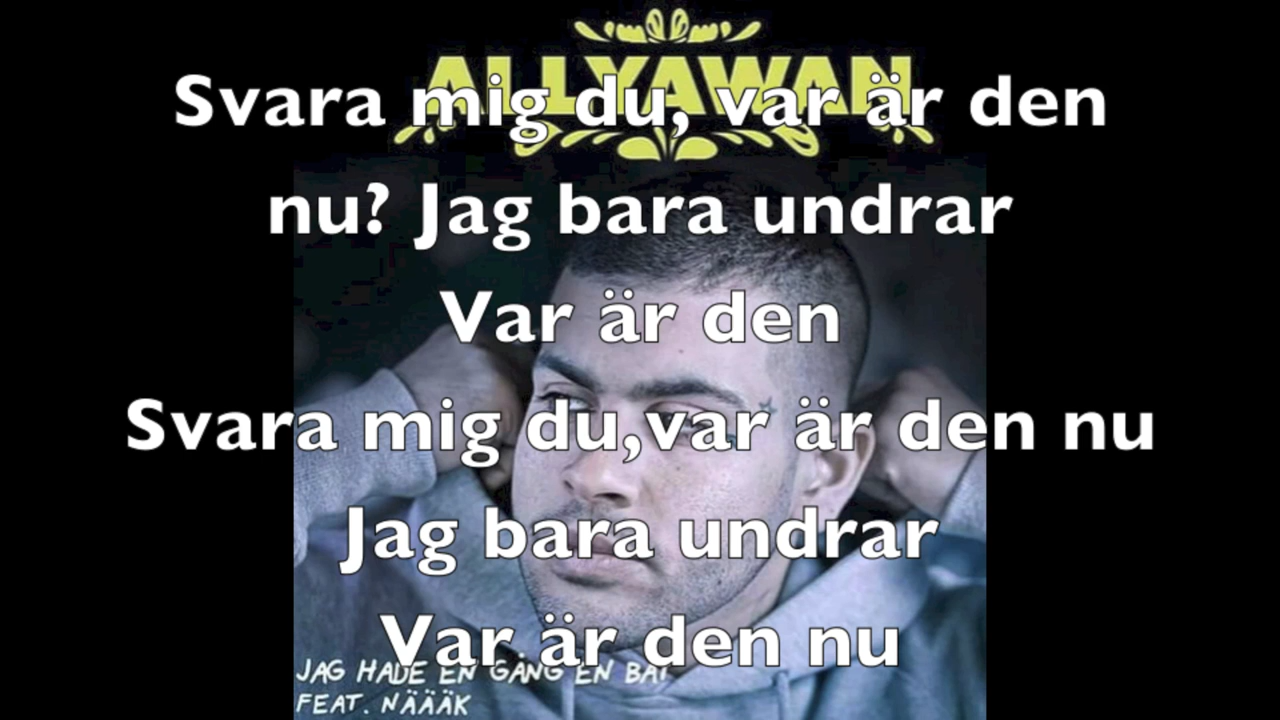 ALLYAWAN
Svara mig du, var är den
nu? Jag bara undrar
Var är den
Svara mig du,var är den nu
Jag bara undrar
Var är den nu
JAG HADE EN GÅNG EN BÅT
FEAT. NÄÄÄK